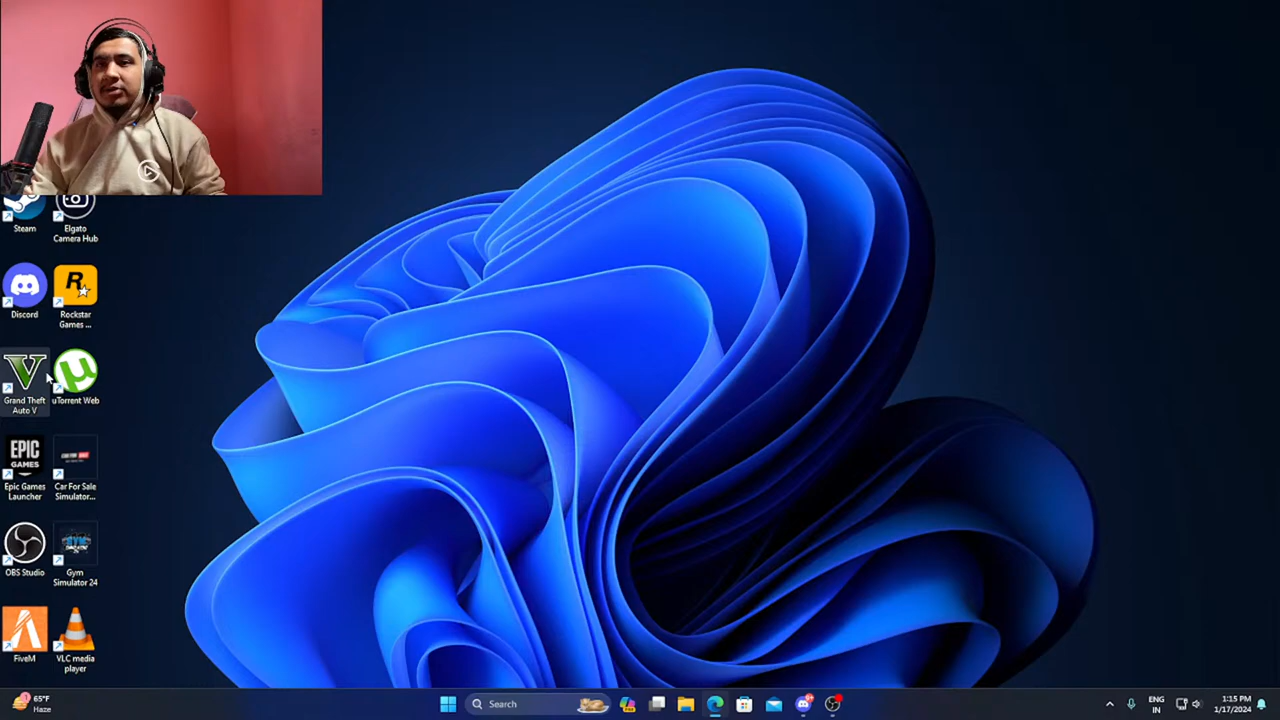 Steam
Elgato
Camera Hub
Discord
Rockstar
Games ...
Grand Theft
Auto V
uTorrent Web
EPIC
GAMES
Epic Games
Launcher
Car For Sale
Simulator...
OBS Studio
Gym
Simulator 24
FiveM
VLC media
player
65°F
Haze
Search
ENG
IN
1:15 PM
1/17/2024